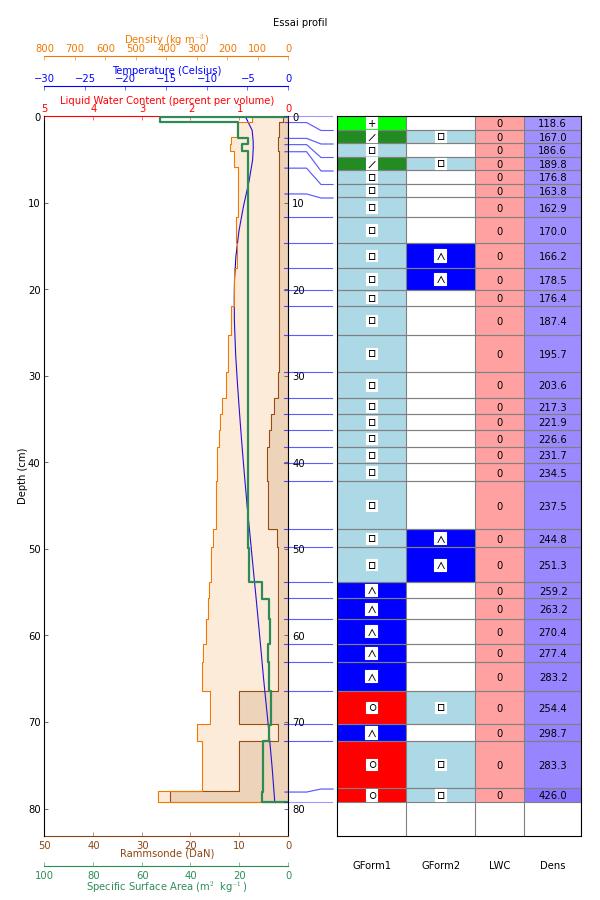 Essai profil
Density (kg m⁻³)
800 700 600 500 400 300 200 100 0
Temperature (Celsius)
−30 −25 −20 −15 −10 −5 0
Liquid Water Content (percent per volume)
5 4 3 2 1 0
0 0 + 0 118.6
0 167.0
0 186.6
0 189.8
0 176.8
0 163.8
10 10 0 162.9
0 170.0
0 166.2
0 178.5
20 20 0 176.4
0 187.4
0 195.7
30 30 0 203.6
0 217.3
0 221.9
0 226.6
0 231.7
40 40 0 234.5
Depth (cm)
0 237.5
0 244.8
50 50 0 251.3
0 259.2
0 263.2
60 60 0 270.4
0 277.4
0 283.2
0 254.4
70 70 0 298.7
0 283.3
0 426.0
80 80
50 40 30 20 10 0
Rammsonde (DaN)
GForm1 GForm2 LWC Dens
100 80 60 40 20 0
Specific Surface Area (m² kg⁻¹)